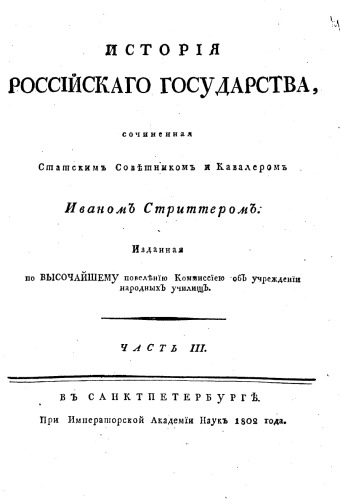 ИСТОРІЯ
РОССІЙСКАГО ГОСУДАРСТВА,
сочиненная
Статскимъ Совѣтникомъ и Кавалеромъ
Иваномъ Стриттеромъ:
Изданная
по ВЫСОЧАЙШЕМУ повелѣнію Коммиссіею объ учрежденіи
народныхъ училищъ.
ЧАСТЬ III.
ВЪ САНКТПЕТЕРБУРГѢ.
При Императорской Академіи Наукъ 1802 года.